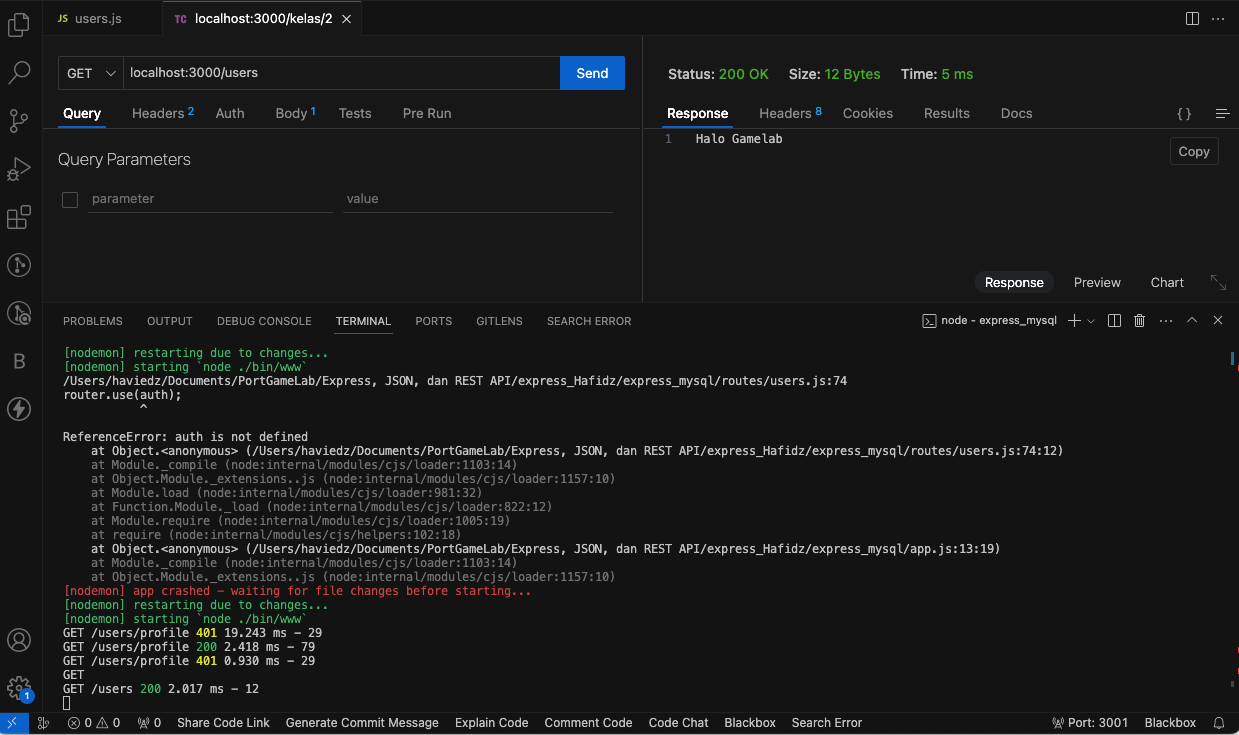 JS users.js
TC localhost:3000/kelas/2
GET localhost:3000/users Send
Query Headers 2 Auth Body 1 Tests Pre Run
Query Parameters
parameter value
Status: 200 OK Size: 12 Bytes Time: 5 ms
Response Headers 8 Cookies Results Docs { }
1 Halo Gamelab
Copy
Response Preview Chart
PROBLEMS OUTPUT DEBUG CONSOLE TERMINAL PORTS GITLENS SEARCH ERROR
node - express_mysql
[nodemon] restarting due to changes...
[nodemon] starting `node ./bin/www`
/Users/haviedz/Documents/PortGameLab/Express, JSON, dan REST API/express_Hafidz/express_mysql/routes/users.js:74
router.use(auth);
^
ReferenceError: auth is not defined
at Object.<anonymous> (/Users/haviedz/Documents/PortGameLab/Express, JSON, dan REST API/express_Hafidz/express_mysql/routes/users.js:74:12)
at Module._compile (node:internal/modules/cjs/loader:1103:14)
at Object.Module._extensions..js (node:internal/modules/cjs/loader:1157:10)
at Module.load (node:internal/modules/cjs/loader:981:32)
at Function.Module._load (node:internal/modules/cjs/loader:822:12)
at Module.require (node:internal/modules/cjs/loader:1005:19)
at require (node:internal/modules/cjs/helpers:102:18)
at Object.<anonymous> (/Users/haviedz/Documents/PortGameLab/Express, JSON, dan REST API/express_Hafidz/express_mysql/app.js:13:19)
at Module._compile (node:internal/modules/cjs/loader:1103:14)
at Object.Module._extensions..js (node:internal/modules/cjs/loader:1157:10)
[nodemon] app crashed - waiting for file changes before starting...
[nodemon] restarting due to changes...
[nodemon] starting `node ./bin/www`
GET /users/profile 401 19.243 ms - 29
GET /users/profile 200 2.418 ms - 79
GET /users/profile 401 0.930 ms - 29
GET
GET /users 200 2.017 ms - 12
B
1
0 0 0 Share Code Link Generate Commit Message Explain Code Comment Code Code Chat Blackbox Search Error Port: 3001 Blackbox